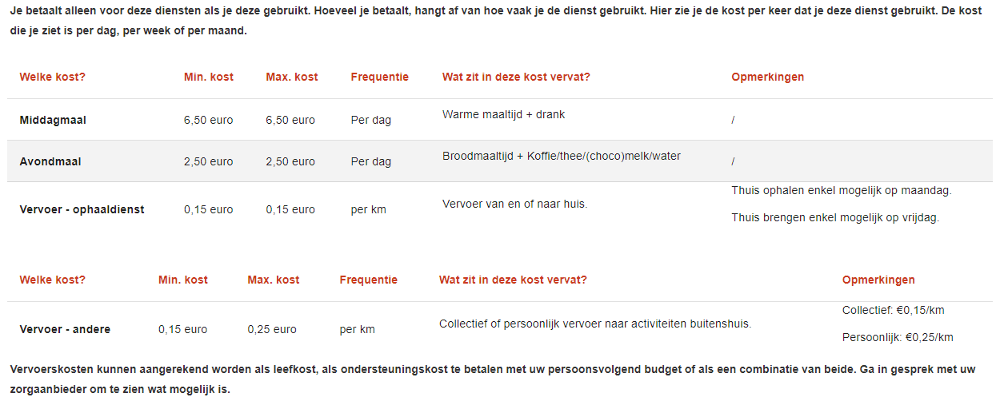 Je betaalt alleen voor deze diensten als je deze gebruikt. Hoeveel je betaalt, hangt af van hoe vaak je de dienst gebruikt. Hier zie je de kost per keer dat je deze dienst gebruikt. De kost
die je ziet is per dag, per week of per maand.
Welke kost? Min. kost Max. kost Frequentie Wat zit in deze kost vervat? Opmerkingen
Middagmaal 6,50 euro 6,50 euro Per dag Warme maaltijd + drank /
Avondmaal 2,50 euro 2,50 euro Per dag Broodmaaltijd + Koffie/thee/(choco)melk/water /
Vervoer - ophaaldienst 0,15 euro 0,15 euro per km Vervoer van en of naar huis. Thuis ophalen enkel mogelijk op maandag.
Thuis brengen enkel mogelijk op vrijdag.
Welke kost? Min. kost Max. kost Frequentie Wat zit in deze kost vervat? Opmerkingen
Vervoer - andere 0,15 euro 0,25 euro per km Collectief of persoonlijk vervoer naar activiteiten buitenshuis. Collectief: €0,15/km
Persoonlijk: €0,25/km
Vervoerskosten kunnen aangerekend worden als leefkost, als ondersteuningskost te betalen met uw persoonsvolgend budget of als een combinatie van beide. Ga in gesprek met uw
zorgaanbieder om te zien wat mogelijk is.